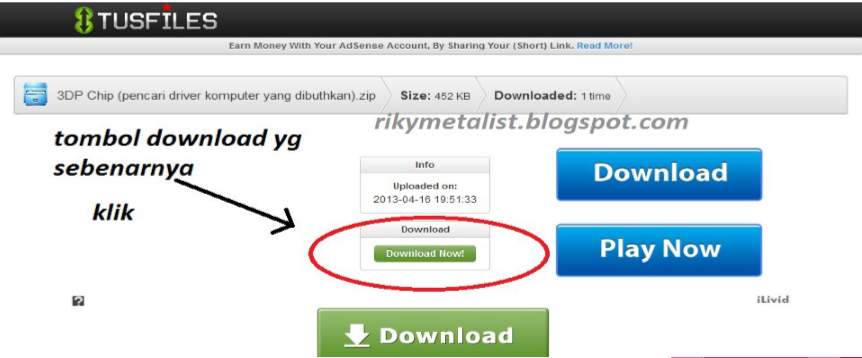 TUSFILES
Earn Money With Your AdSense Account, By Sharing Your (Short) Link. Read More!
3DP Chip (pencari driver komputer yang dibuthkan).zip Size: 452 KB Downloaded: 1 time
rikymetalist.blogspot.com
tombol download yg
sebenarnya
klik
Info
Uploaded on:
2013-04-16 19:51:33
Download
Download Now!
Download
Play Now
?
iLivid
Download